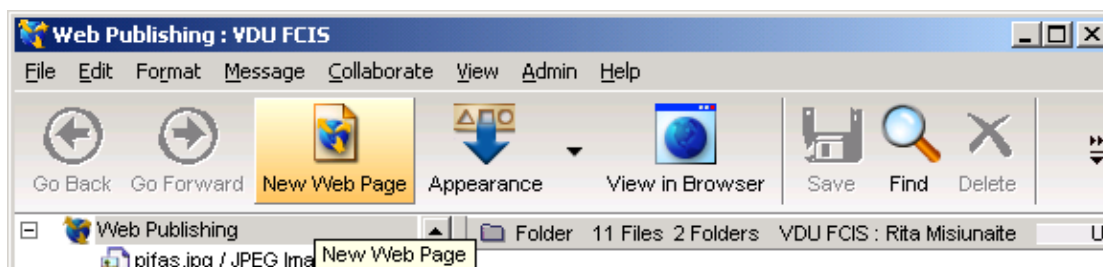 Web Publishing : VDU FCIS
File Edit Format Message Collaborate View Admin Help
Go Back Go Forward New Web Page Appearance View in Browser Save Find Delete
Web Publishing Folder 11 Files 2 Folders VDU FCIS : Rita Misiunaite
pifas.jpg / JPEG New Web Page